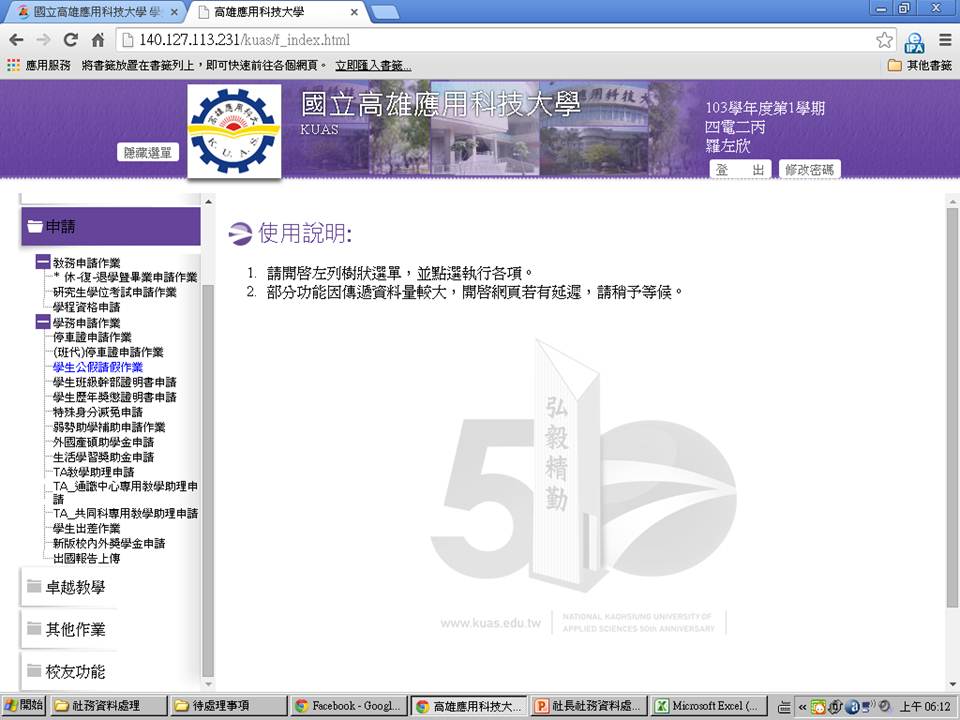 國立高雄應用科技大學 學
高雄應用科技大學
140.127.113.231/kuas/f_index.html
應用服務 將書籤放置在書籤列上，即可快速前往各個網頁。 立即匯入書籤...
其他書籤
高雄應用科大
K.U.A.S.
國立高雄應用科技大學
KUAS
103學年度第1學期
四電二丙
羅左欣
隱藏選單
登 出
修改密碼
申請
教務申請作業
* 休-復-退學暨畢業申請作業
研究生學位考試申請作業
學程資格申請
學務申請作業
停車證申請作業
(班代)停車證申請作業
學生公假請假作業
學生班級幹部證明書申請
學生歷年獎懲證明書申請
特殊身分減免申請
弱勢助學補助申請作業
外國產碩助學金申請
生活學習獎助金申請
TA教學助理申請
TA_通識中心專用教學助理申
請
TA_共同科專用教學助理申請
學生出差作業
新版校內外獎學金申請
出國報告上傳
卓越教學
其他作業
校友功能
使用說明:
1. 請開啓左列樹狀選單，並點選執行各項。
2. 部分功能因傳遞資料量較大，開啓網頁若有延遲，請稍予等候。
50
弘毅精勤
www.kuas.edu.tw
NATIONAL KAOHSIUNG UNIVERSITY OF
APPLIED SCIENCES 50th ANNIVERSARY
開始
社務資料處理
待處理事項
Facebook - Googl...
高雄應用科技大...
社長社務資料處...
Microsoft Excel (...
上午 06:12